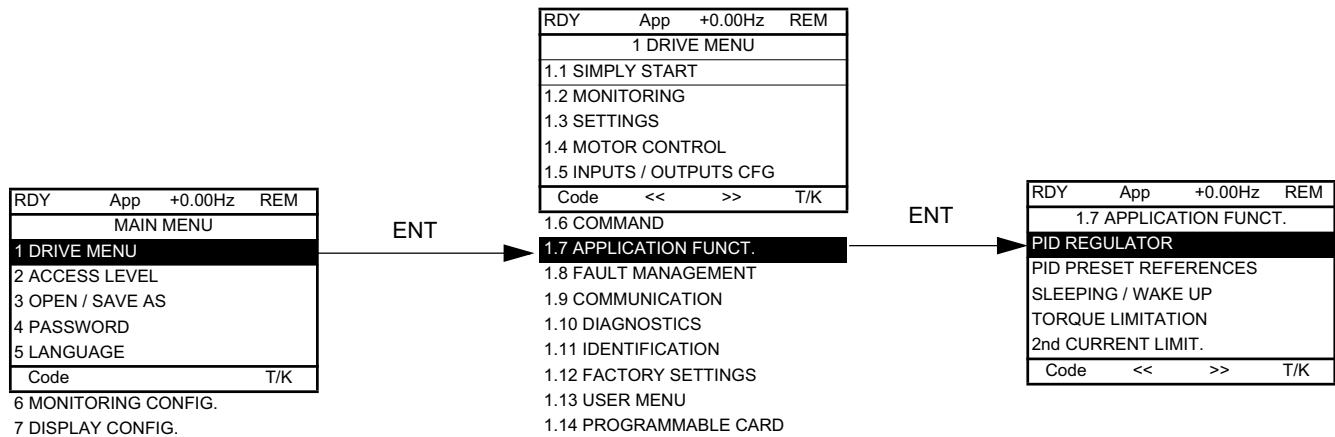 RDY App +0.00Hz REM
MAIN MENU
1 DRIVE MENU
2 ACCESS LEVEL
3 OPEN / SAVE AS
4 PASSWORD
5 LANGUAGE
Code T/K
6 MONITORING CONFIG.
7 DISPLAY CONFIG.
ENT
RDY App +0.00Hz REM
1 DRIVE MENU
1.1 SIMPLY START
1.2 MONITORING
1.3 SETTINGS
1.4 MOTOR CONTROL
1.5 INPUTS / OUTPUTS CFG
Code << >> T/K
1.6 COMMAND
1.7 APPLICATION FUNCT.
1.8 FAULT MANAGEMENT
1.9 COMMUNICATION
1.10 DIAGNOSTICS
1.11 IDENTIFICATION
1.12 FACTORY SETTINGS
1.13 USER MENU
1.14 PROGRAMMABLE CARD
ENT
RDY App +0.00Hz REM
1.7 APPLICATION FUNCT.
PID REGULATOR
PID PRESET REFERENCES
SLEEPING / WAKE UP
TORQUE LIMITATION
2nd CURRENT LIMIT.
Code << >> T/K